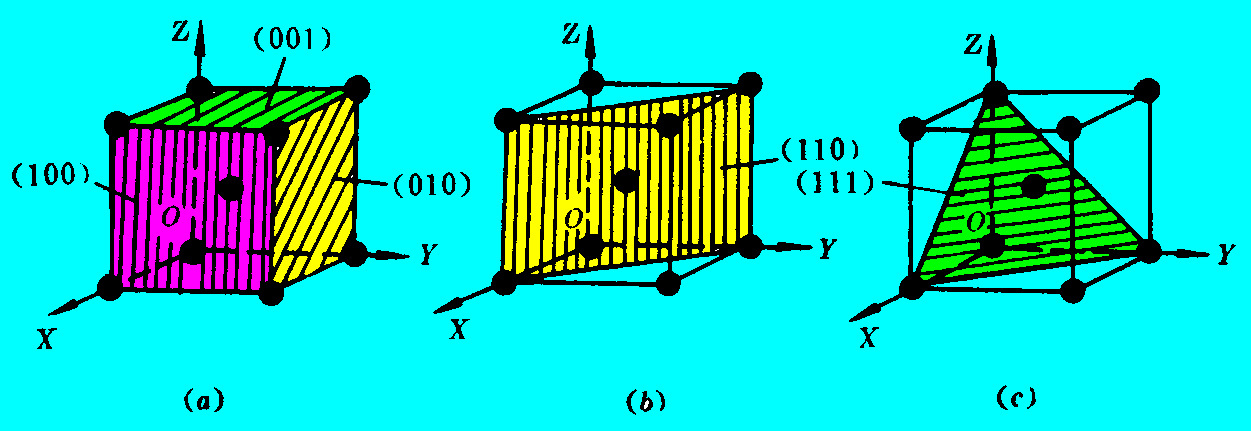 Z
(001)
(100)
(010)
O
Y
X
(a)
Z
(110)
O
Y
X
(b)
Z
(111)
O
Y
X
(c)